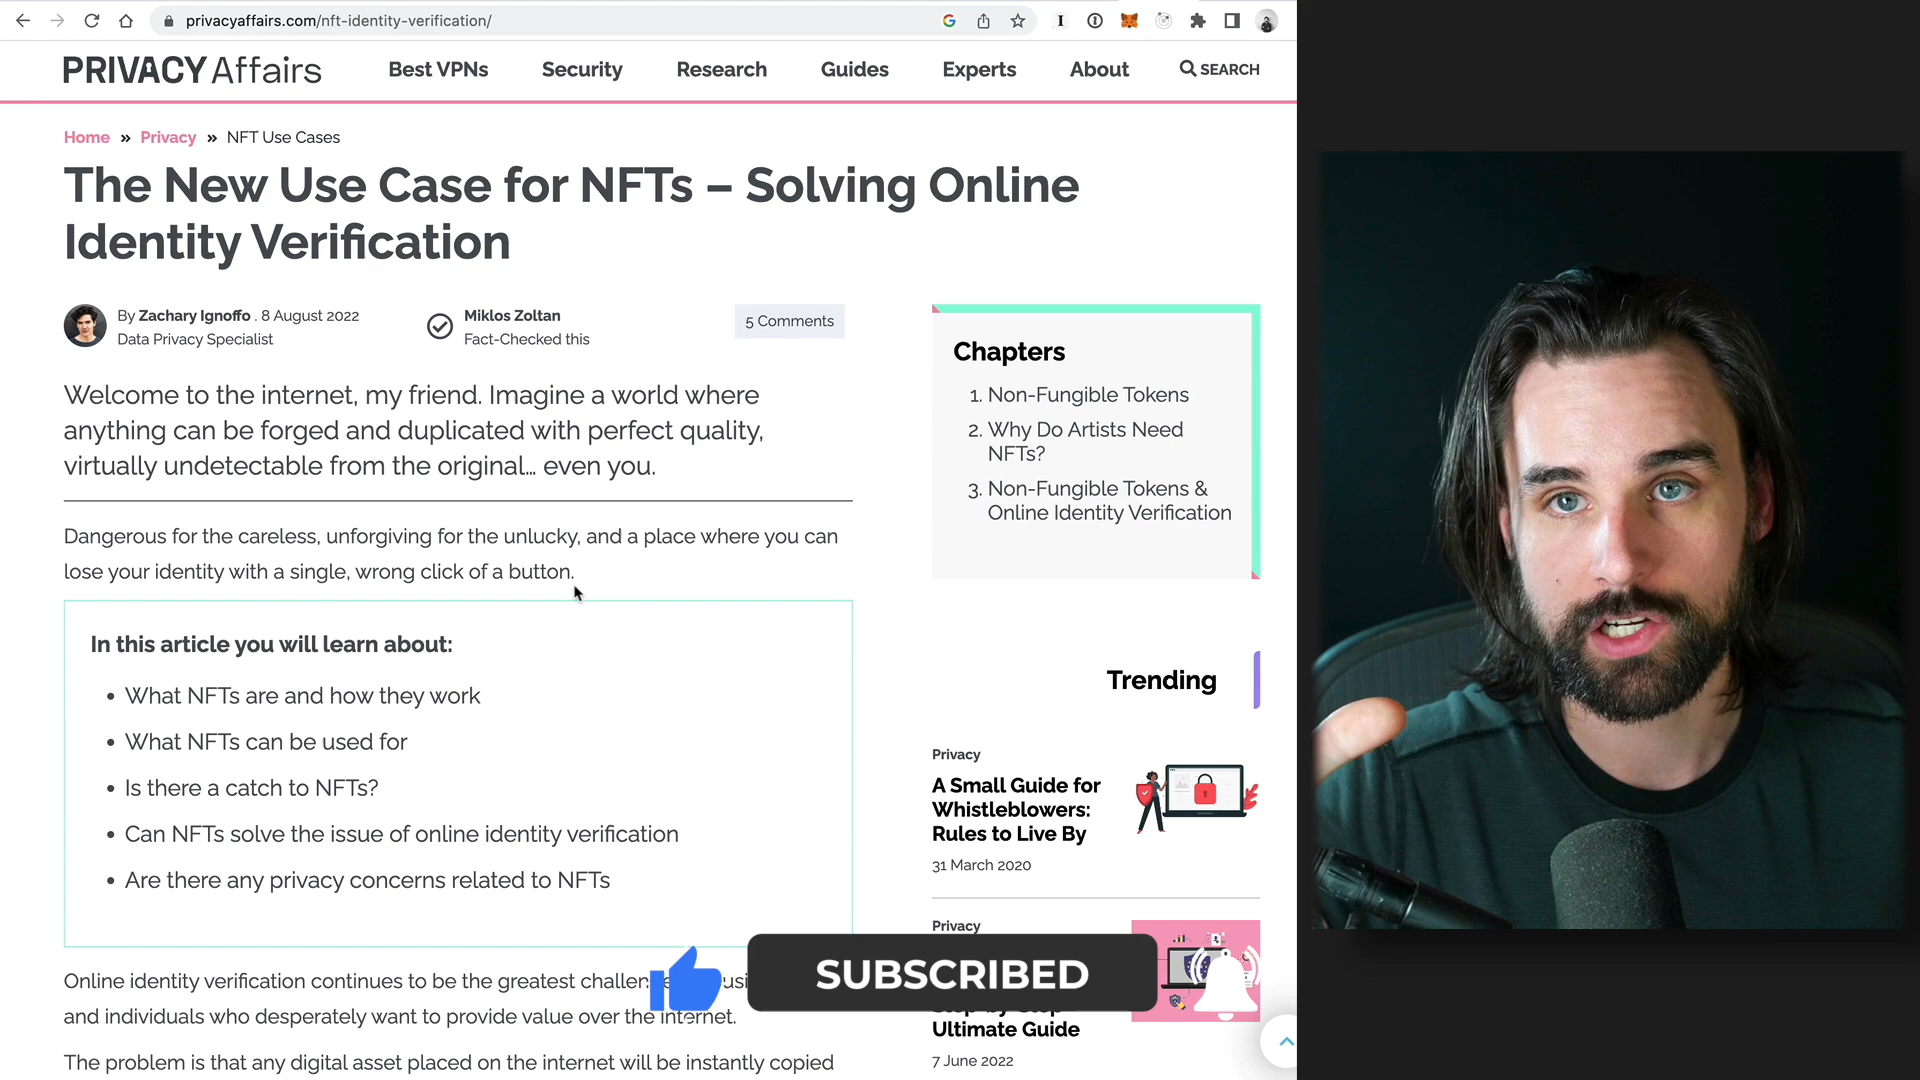 privacyaffairs.com/nft-identity-verification/
PRIVACY Affairs
Best VPNs
Security
Research
Guides
Experts
About
SEARCH
Home » Privacy » NFT Use Cases
The New Use Case for NFTs – Solving Online
Identity Verification
By Zachary Ignoffo . 8 August 2022
Data Privacy Specialist
Miklos Zoltan
Fact-Checked this
5 Comments
Welcome to the internet, my friend. Imagine a world where
anything can be forged and duplicated with perfect quality,
virtually undetectable from the original… even you.
Dangerous for the careless, unforgiving for the unlucky, and a place where you can
lose your identity with a single, wrong click of a button.
In this article you will learn about:
• What NFTs are and how they work
• What NFTs can be used for
• Is there a catch to NFTs?
• Can NFTs solve the issue of online identity verification
• Are there any privacy concerns related to NFTs
Online identity verification continues to be the greatest
and individuals who desperately want to provide value over the internet.
The problem is that any digital asset placed on the internet will be instantly copied
Chapters
1. Non-Fungible Tokens
2. Why Do Artists Need
NFTs?
3. Non-Fungible Tokens &
Online Identity Verification
Trending
Privacy
A Small Guide for
Whistleblowers:
Rules to Live By
31 March 2020
Privacy
Step-by-Step
Ultimate Guide
7 June 2022
SUBSCRIBED